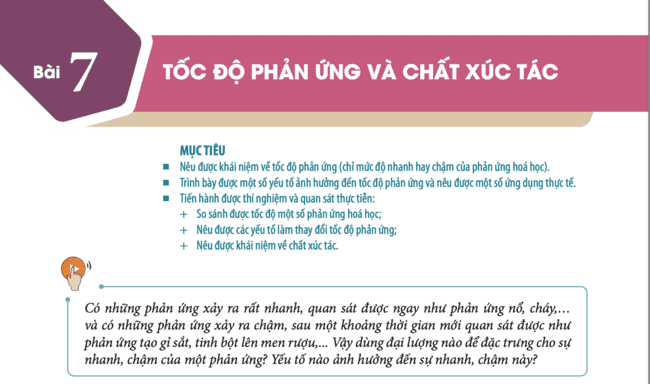 Bài 7 TỐC ĐỘ PHẢN ỨNG VÀ CHẤT XÚC TÁC
MỤC TIÊU
■ Nêu được khái niệm về tốc độ phản ứng (chỉ mức độ nhanh hay chậm của phản ứng hoá học).
■ Trình bày được một số yếu tố ảnh hưởng đến tốc độ phản ứng và nêu được một số ứng dụng thực tế.
■ Tiến hành được thí nghiệm và quan sát thực tiễn:
+ So sánh được tốc độ một số phản ứng hoá học;
+ Nêu được các yếu tố làm thay đổi tốc độ phản ứng;
+ Nêu được khái niệm về chất xúc tác.
Có những phản ứng xảy ra rất nhanh, quan sát được ngay như phản ứng nổ, cháy,…
và có những phản ứng xảy ra chậm, sau một khoảng thời gian mới quan sát được như
phản ứng tạo gỉ sắt, tinh bột lên men rượu,... Vậy dùng đại lượng nào để đặc trưng cho sự
nhanh, chậm của một phản ứng? Yếu tố nào ảnh hưởng đến sự nhanh, chậm này?